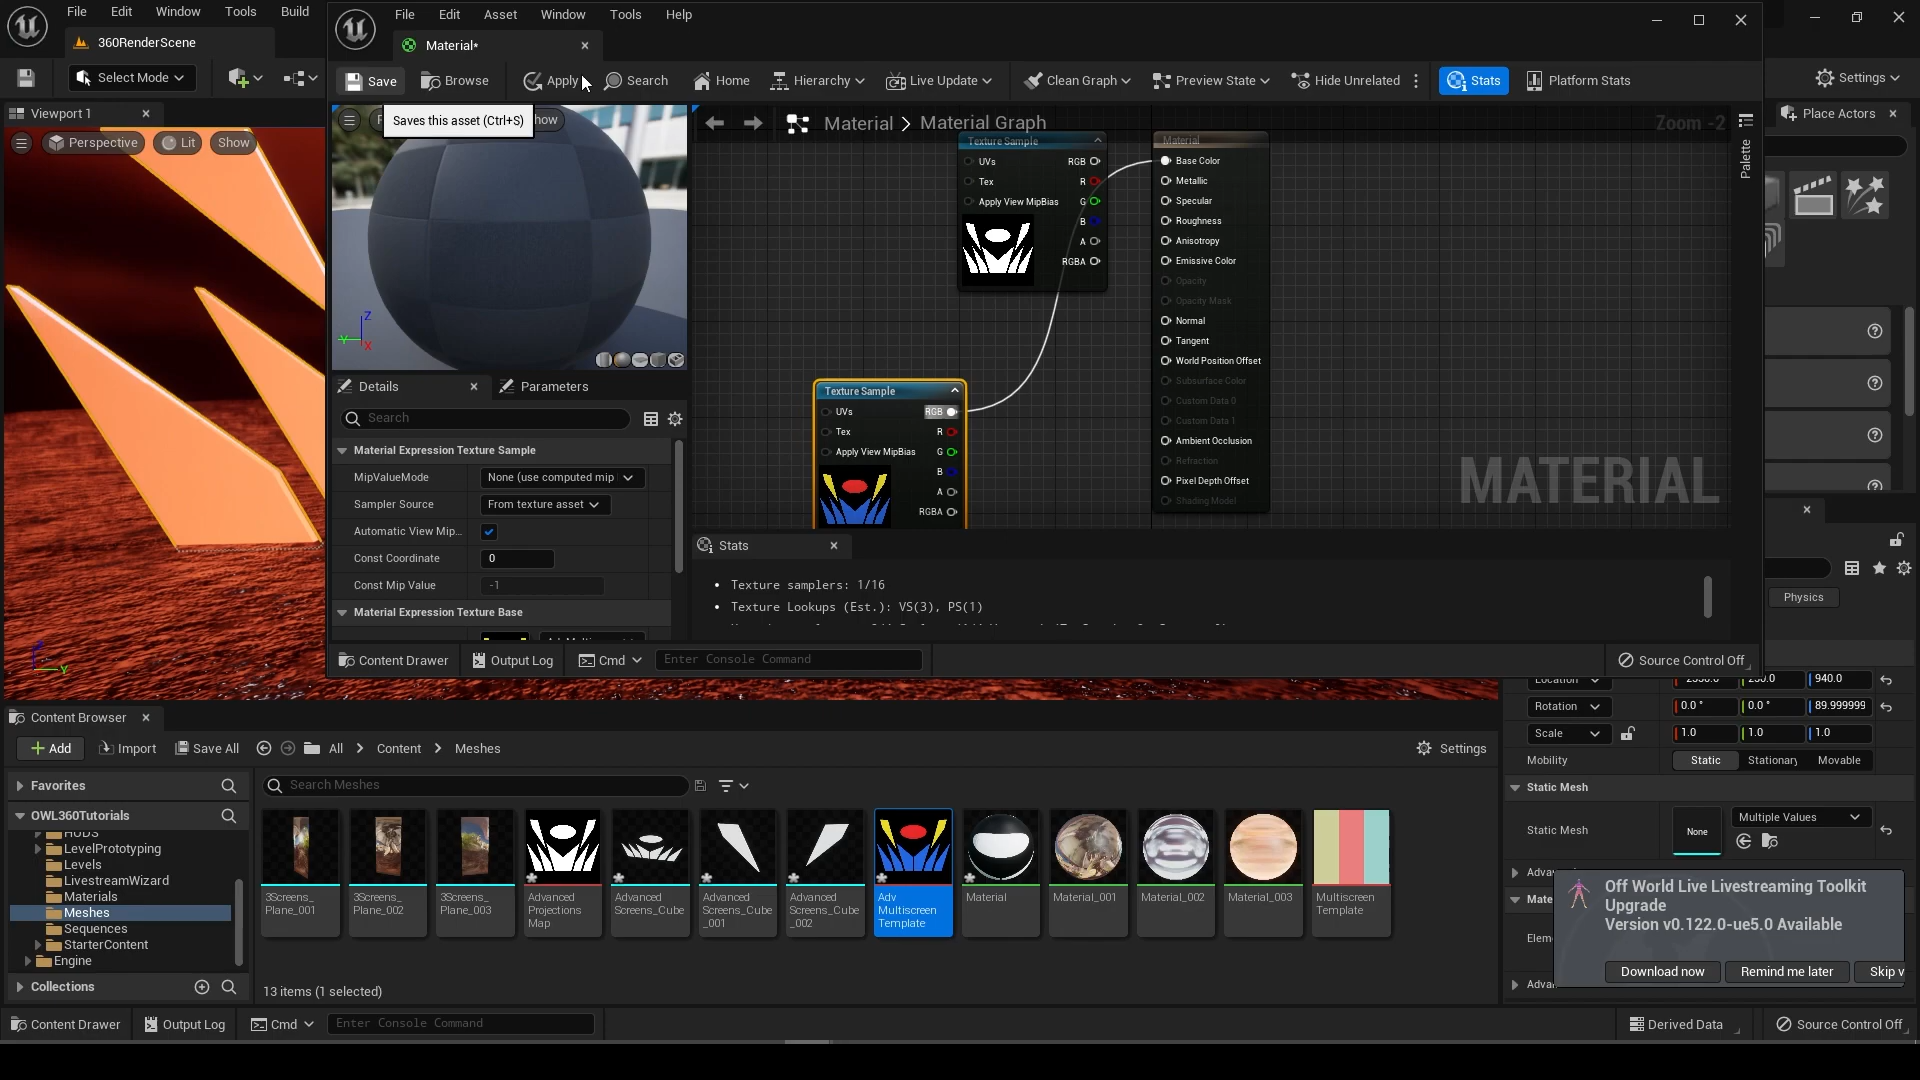 File Edit Window Tools Build
File Edit Asset Window Tools Help
360RenderScene
Material*
Select Mode
Save Browse Apply Search Home Hierarchy Live Update Clean Graph Preview State Hide Unrelated Stats Platform Stats
Settings
Viewport 1
Place Actors
Saves this asset (Ctrl+S)
how
Material > Material Graph
Zoom -2
Perspective Lit Show
Palette
Texture Sample
UVs RGB
Tex R
Apply View MipBias G
B
A
RGBA
Material
Base Color
Metallic
Specular
Roughness
Anisotropy
Emissive Color
Opacity
Opacity Mask
Normal
Tangent
World Position Offset
Subsurface Color
Custom Data 0
Custom Data 1
Ambient Occlusion
Refraction
Pixel Depth Offset
Shading Model
MATERIAL
Z
Y
X
Texture Sample
UVs RGB
Tex R
Apply View MipBias G
B
A
RGBA
Details Parameters
Search
Material Expression Texture Sample
MipValueMode None (use computed mip
Sampler Source From texture asset
Automatic View Mip...
Const Coordinate 0
Const Mip Value -1
Material Expression Texture Base
Stats
• Texture samplers: 1/16
• Texture Lookups (Est.): VS(3), PS(1)
Content Drawer Output Log Cmd Enter Console Command Source Control Off
Physics
Location 940.0
Rotation 0.0 ° 0.0 ° 89.999999
Scale 1.0 1.0 1.0
Mobility Static Stationary Movable
Static Mesh
Static Mesh None Multiple Values
Content Browser
Add Import Save All All > Content > Meshes Settings
Favorites
Search Meshes
OWL360Tutorials
HUDS
LevelPrototyping
Levels
LivestreamWizard
Materials
Meshes
Sequences
StarterContent
Engine
Collections
3Screens_
Plane_001
3Screens_
Plane_002
3Screens_
Plane_003
Advanced
Projections
Map
Advanced
Screens_Cube
Advanced
Screens_Cube
_001
Advanced
Screens_Cube
_002
Adv
Multiscreen
Template
Material
Material_001
Material_002
Material_003
Multiscreen
Template
13 items (1 selected)
Off World Live Livestreaming Toolkit
Upgrade
Version v0.122.0-ue5.0 Available
Download now Remind me later Skip v
Content Drawer Output Log Cmd Enter Console Command Derived Data Source Control Off